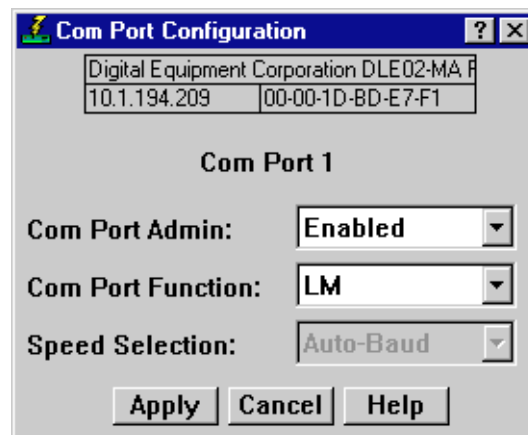 Com Port Configuration
Digital Equipment Corporation DLE02-MA F
10.1.194.209 00-00-1D-BD-E7-F1
Com Port 1
Com Port Admin: Enabled
Com Port Function: LM
Speed Selection: Auto-Baud
Apply Cancel Help